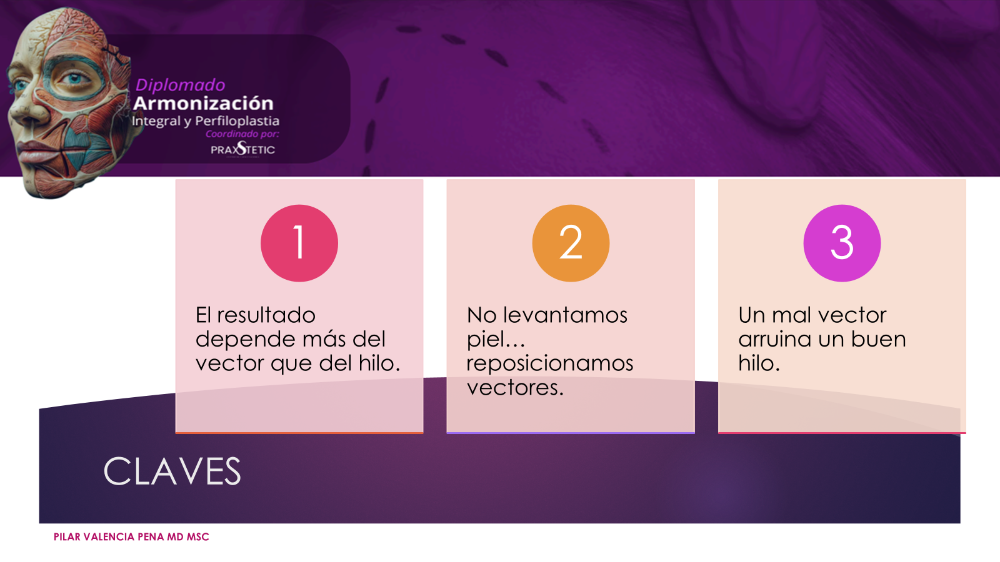 Diplomado
Armonización
Integral y Perfiloplastia
Coordinado por:
PRAXSTETIC
1
El resultado
depende más del
vector que del hilo.
2
No levantamos
piel…
reposicionamos
vectores.
3
Un mal vector
arruina un buen
hilo.
CLAVES
PILAR VALENCIA PENA MD MSC